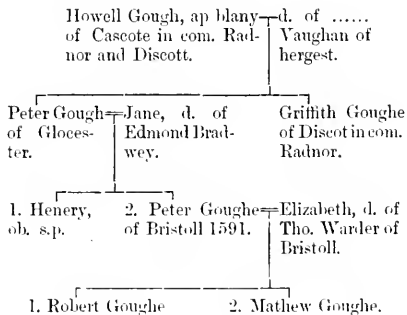 Howell Gough, ap blany d. of ......
of Cascote in com. Rad- Vaughan of
nor and Discott. hergest.
Peter Gough Jane, d. of Griffith Goughe
of Gloces- Edmond Brad- of Discot in com.
ter. wey. Radnor.
1. Henery, 2. Peter Goughe Elizabeth, d. of
ob. s.p. of Bristoll 1591. Tho. Warder of
Bristoll.
1. Robert Goughe 2. Mathew Goughe.